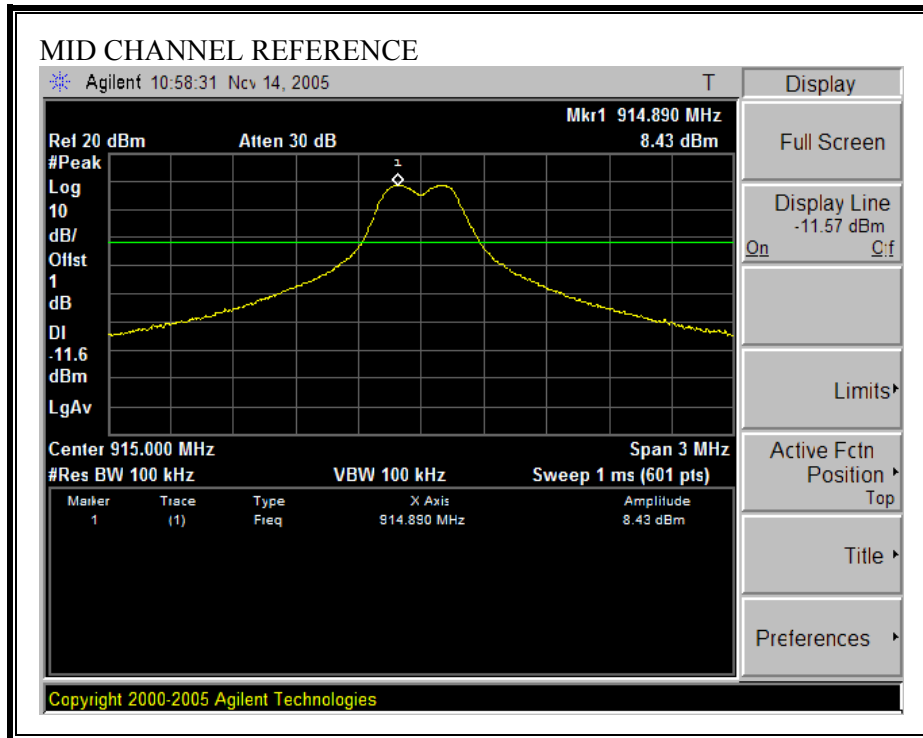 MID CHANNEL REFERENCE
Agilent 10:58:31 Nov 14, 2005 T
Display
Mkr1 914.890 MHz
Ref 20 dBm Atten 30 dB 8.43 dBm
#Peak
Log
10
dB/
Offst
1
dB
DI
-11.6
dBm
LgAv
1
Center 915.000 MHz Span 3 MHz
#Res BW 100 kHz VBW 100 kHz Sweep 1 ms (601 pts)
Marker Trace Type X Axis Amplitude
1 (1) Freq 914.890 MHz 8.43 dBm
Full Screen
Display Line
-11.57 dBm
On
Limits
Active Fctn
Position
Top
Title
Preferences
Copyright 2000-2005 Agilent Technologies